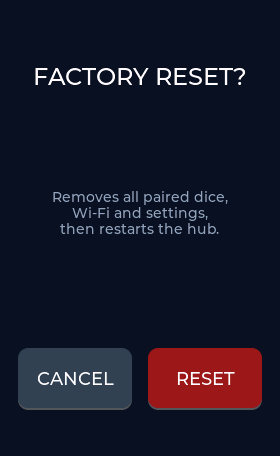 FACTORY RESET?
Removes all paired dice,
Wi-Fi and settings,
then restarts the hub.
CANCEL
RESET